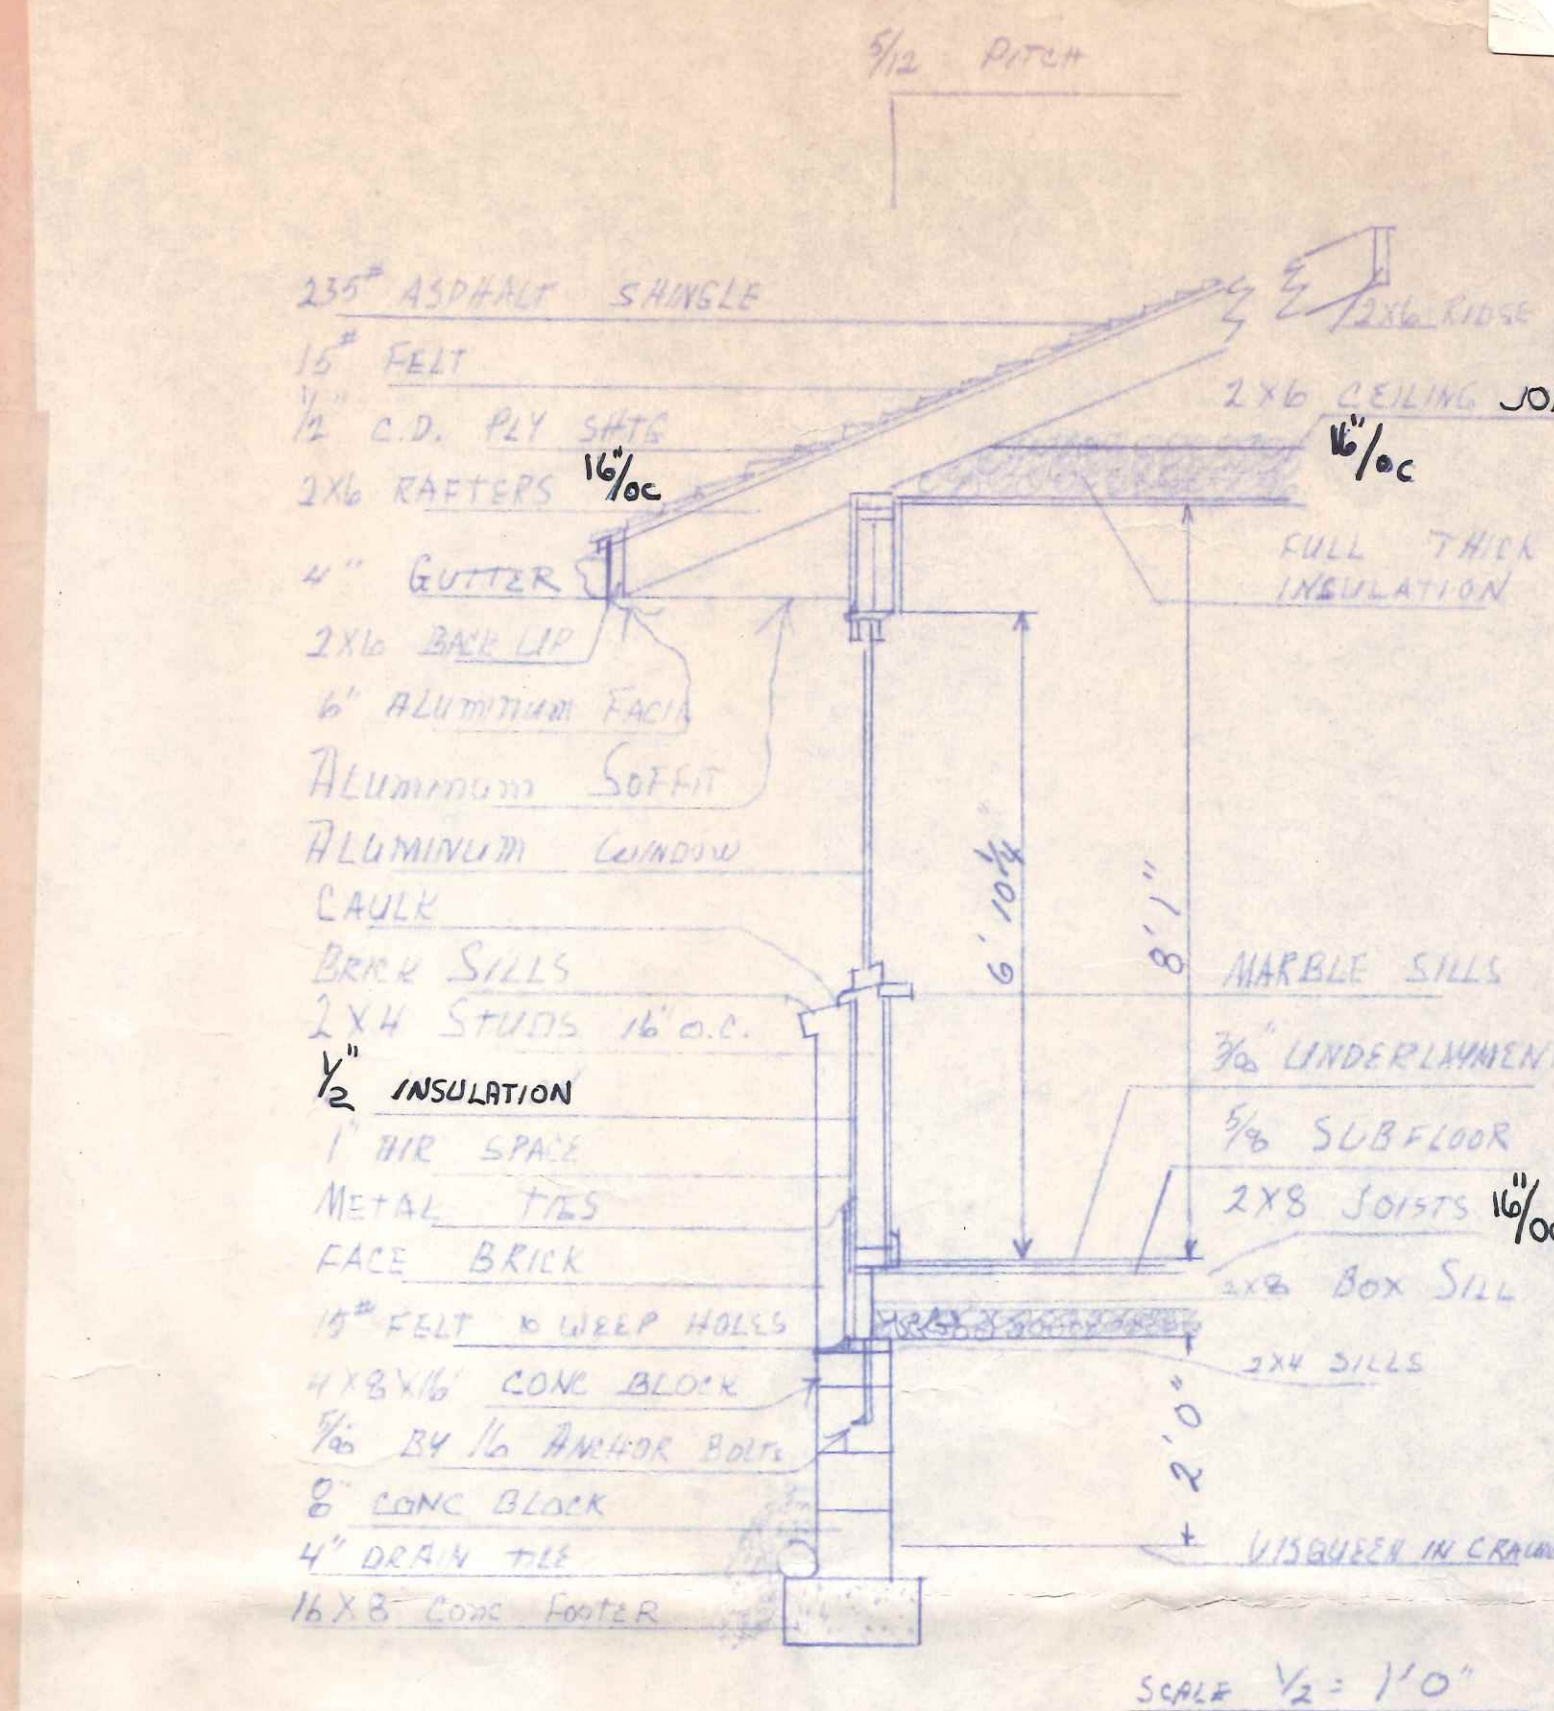 5/12 PITCH
235# ASPHALT SHINGLE
15# FELT
1/2" C.D. PLY SHTG
2X6 RAFTERS 16"/OC
4" GUTTER
2X6 BACK UP
6" ALUMINUM FACIA
ALUMINUM SOFFIT
ALUMINUM WINDOW
CAULK
BRICK SILLS
2X4 STUDS 16" O.C.
1/2" INSULATION
1" AIR SPACE
METAL TIES
FACE BRICK
15# FELT & WEEP HOLES
4X8X16 CONC BLOCK
5/8 BY 16 ANCHOR BOLTS
8" CONC BLOCK
4" DRAIN TILE
16X8 CONC FOOTER
2X6 RIDGE
2X6 CEILING JO
16"/OC
FULL THICK
INSULATION
6' 10 1/4"
8' 1"
MARBLE SILLS
3/8" UNDERLAYMENT
5/8 SUBFLOOR
2X8 JOISTS 16"/OC
2X8 BOX SILL
2X4 SILLS
2' 0"
VISQUEEN IN CRAWL
SCALE 1/2 = 1'0"